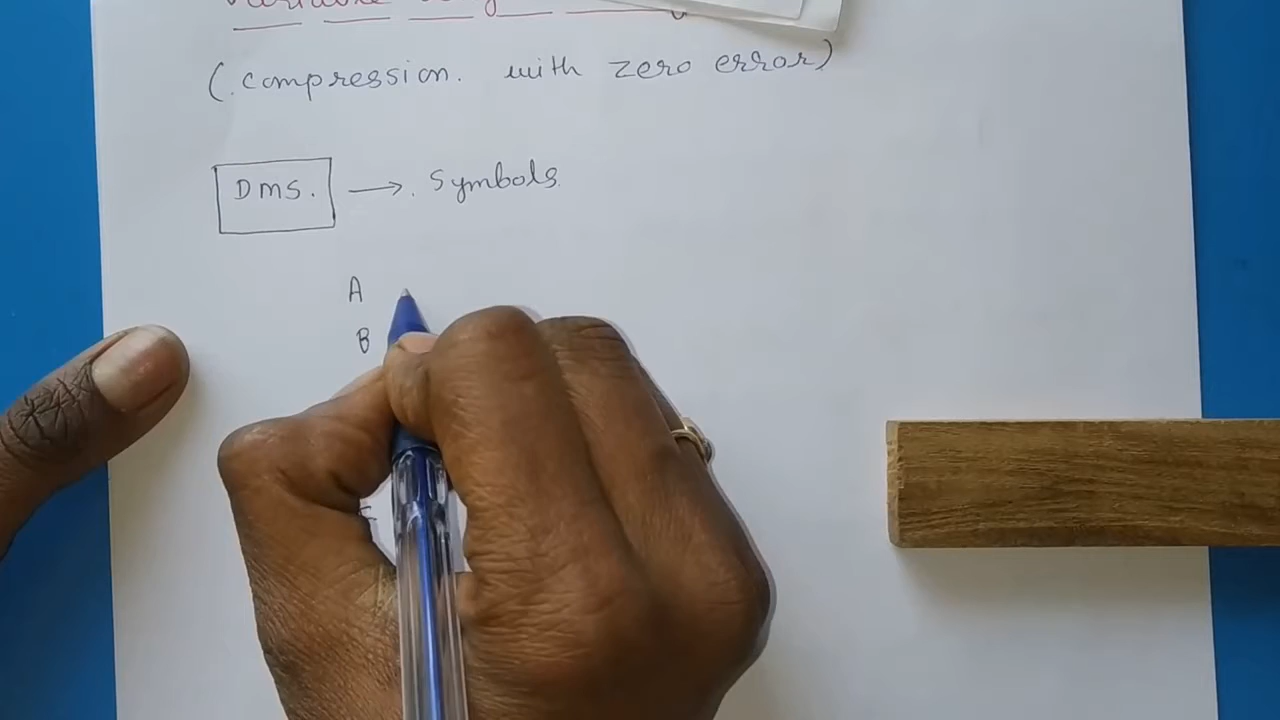 (compression. with zero error)
DMS. → Symbols.
A
B